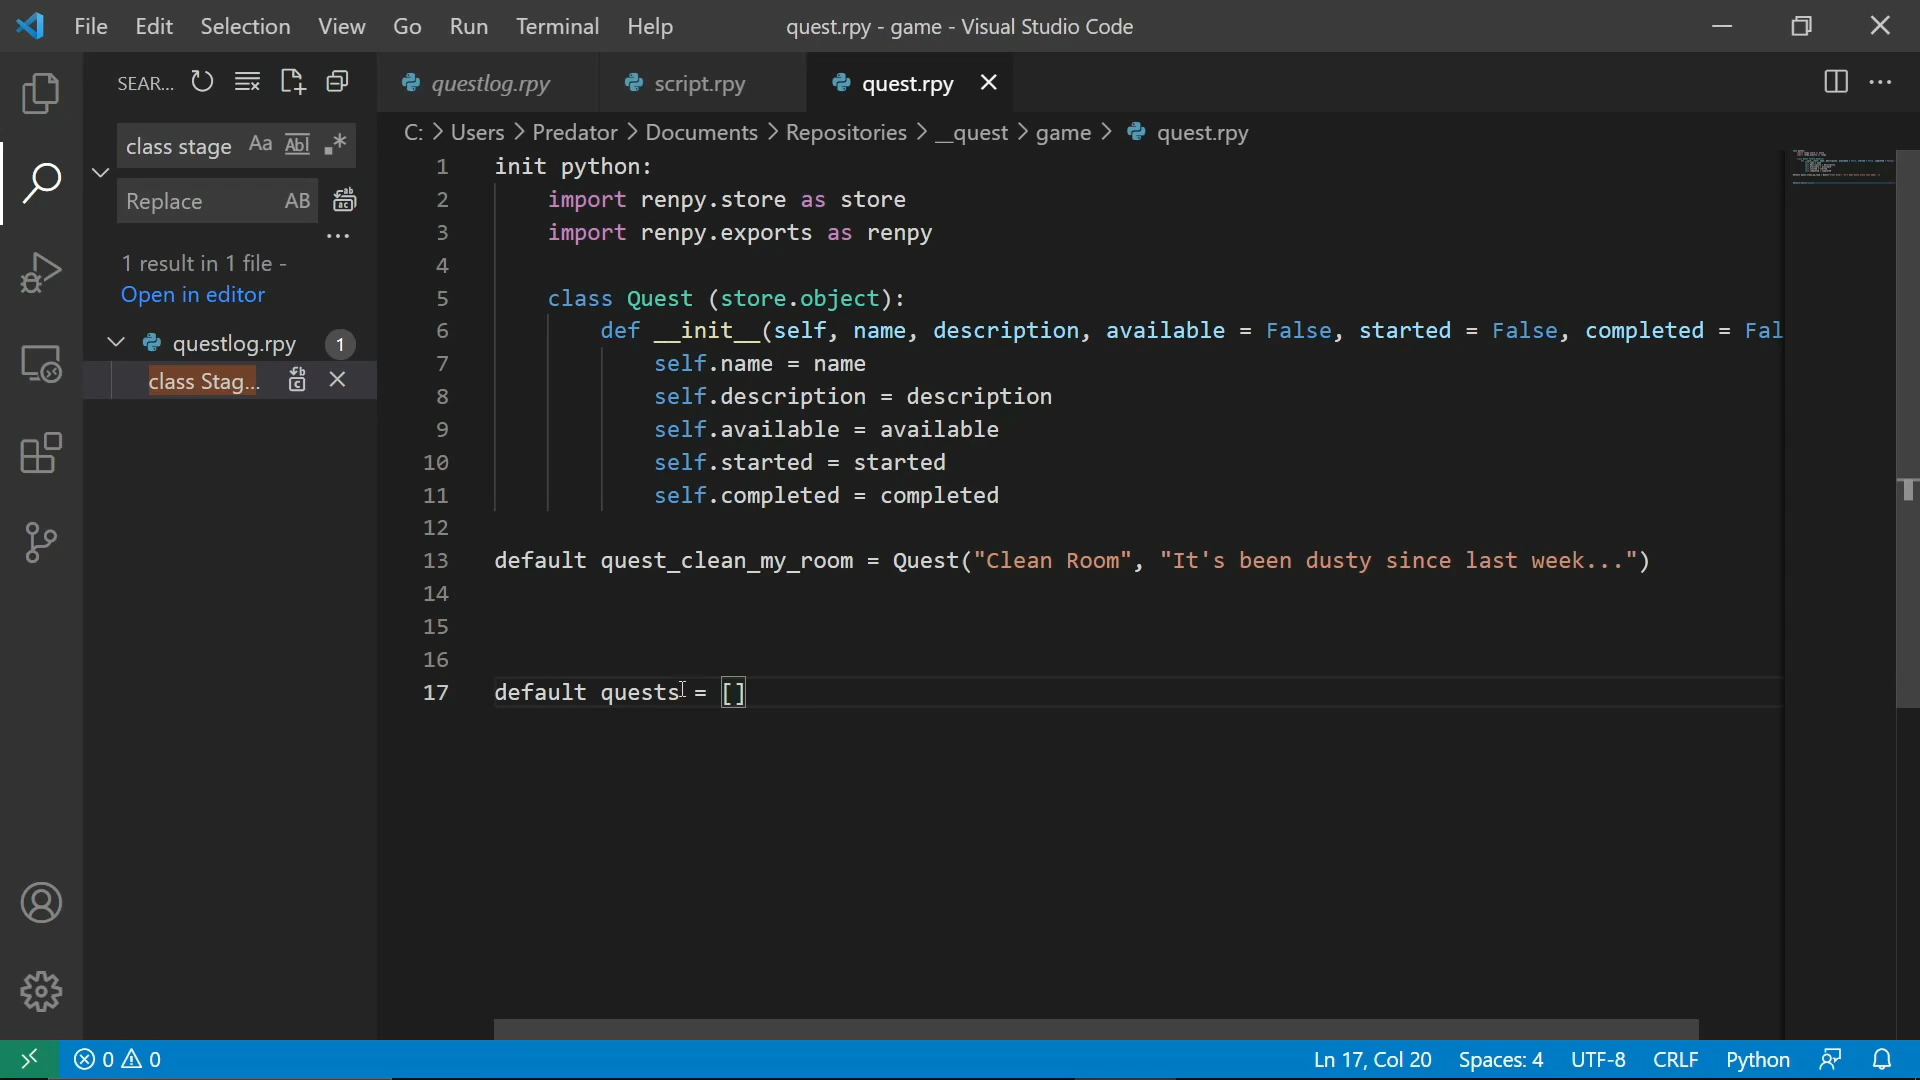 File Edit Selection View Go Run Terminal Help quest.rpy - game - Visual Studio Code
SEAR...
class stage Aa Abl .*
Replace AB
...
1 result in 1 file -
Open in editor
questlog.rpy 1
class Stag...
questlog.rpy script.rpy quest.rpy
C: > Users > Predator > Documents > Repositories > __quest > game > quest.rpy
1 init python:
2 import renpy.store as store
3 import renpy.exports as renpy
4
5 class Quest (store.object):
6 def __init__(self, name, description, available = False, started = False, completed = Fal
7 self.name = name
8 self.description = description
9 self.available = available
10 self.started = started
11 self.completed = completed
12
13 default quest_clean_my_room = Quest("Clean Room", "It's been dusty since last week...")
14
15
16
17 default quests = []
0 0 Ln 17, Col 20 Spaces: 4 UTF-8 CRLF Python